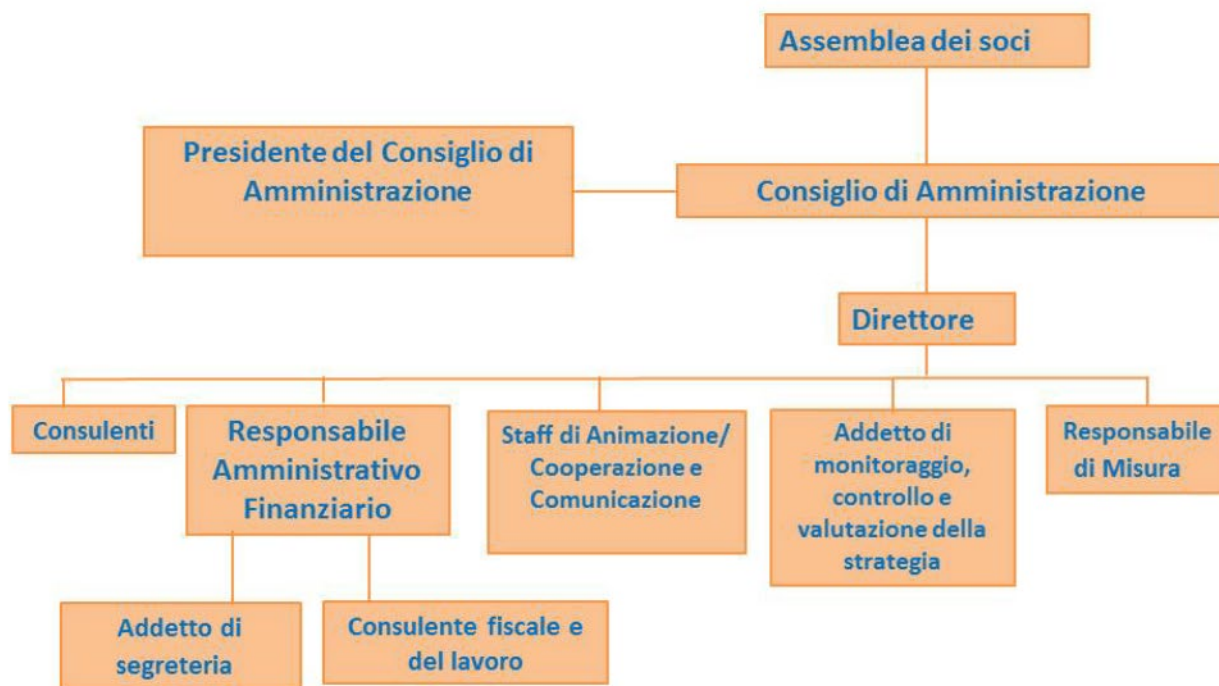 Assemblea dei soci
Presidente del Consiglio di
Amministrazione
Consiglio di Amministrazione
Direttore
Consulenti
Responsabile
Amministrativo
Finanziario
Staff di Animazione/
Cooperazione e
Comunicazione
Addetto di
monitoraggio,
controllo e
valutazione della
strategia
Responsabile
di Misura
Addetto di
segreteria
Consulente fiscale e
del lavoro